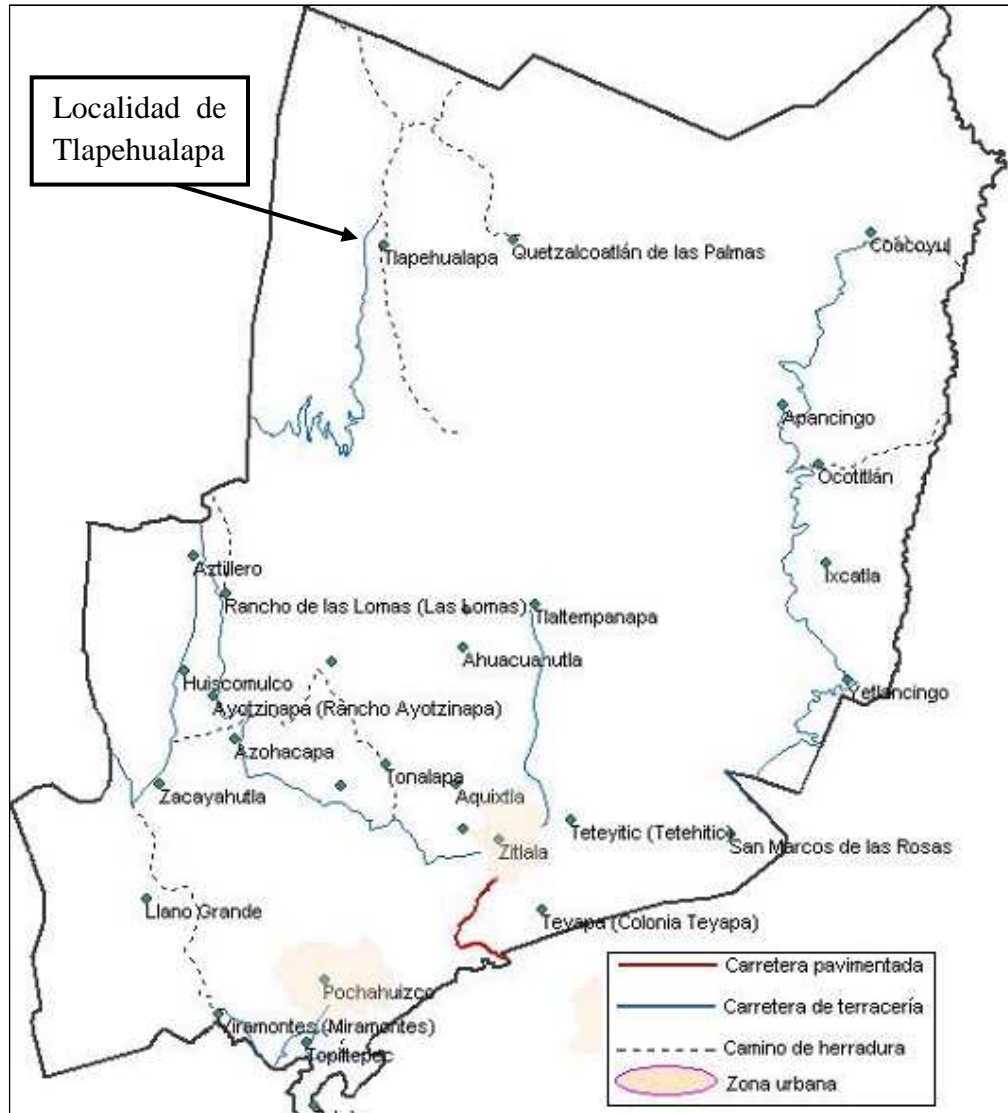 Localidad de
Tlapehualapa
Tlapehualapa
Quetzalcoatlán de las Palmas
Coacoyul
Apancingo
Ocotitlán
Ixcatla
Aztillero
Rancho de las Lomas (Las Lomas)
Tlaltempanapa
Ahuacuahutla
Huiscomulco
Yetlancingo
Ayotzinapa (Rancho Ayotzinapa)
Azohacapa
Tonalapa
Zacayahutla
Aquixtla
Teteyitic (Tetehitic)
Zitlala
San Marcos de las Rosas
Llano Grande
Teyapa (Colonia Teyapa)
Carretera pavimentada
Pochahuizco
Carretera de terracería
Viramontes (Miramontes)
Topiltepec
Camino de herradura
Zona urbana